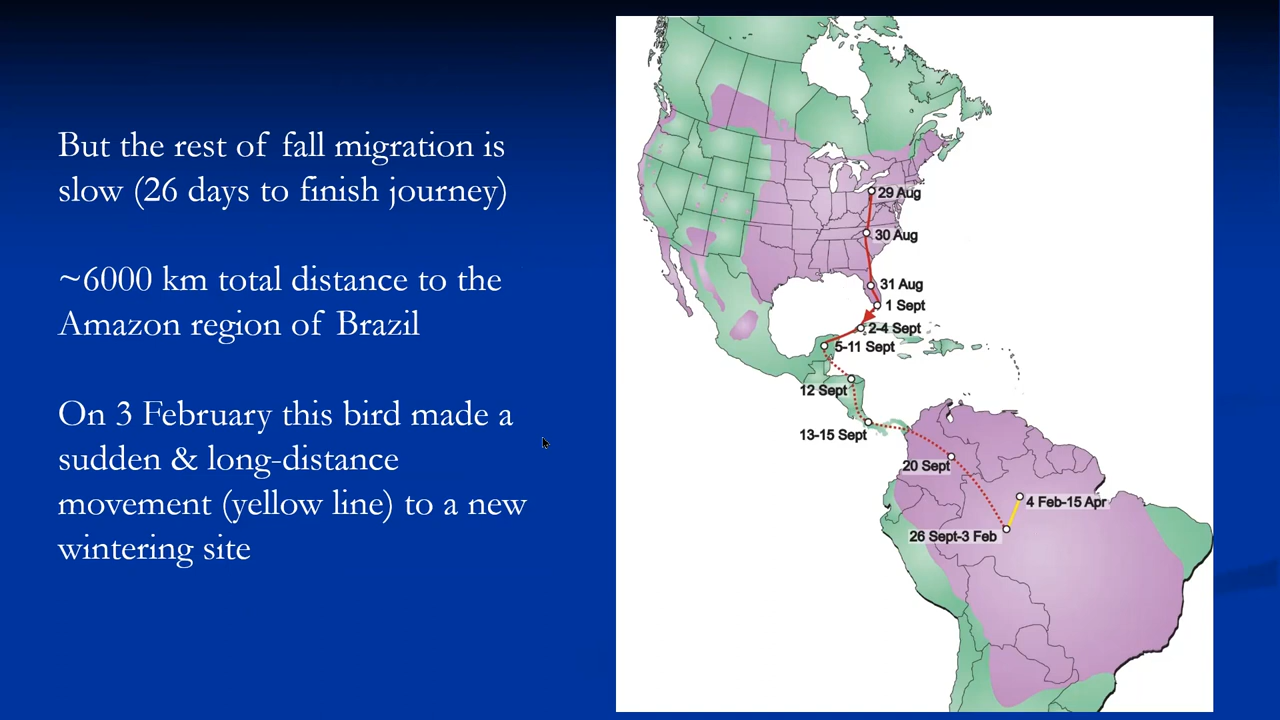 But the rest of fall migration is
slow (26 days to finish journey)
~6000 km total distance to the
Amazon region of Brazil
On 3 February this bird made a
sudden & long-distance
movement (yellow line) to a new
wintering site
29 Aug
30 Aug
31 Aug
1 Sept
2-4 Sept
5-11 Sept
12 Sept
13-15 Sept
20 Sept
4 Feb-15 Apr
26 Sept-3 Feb